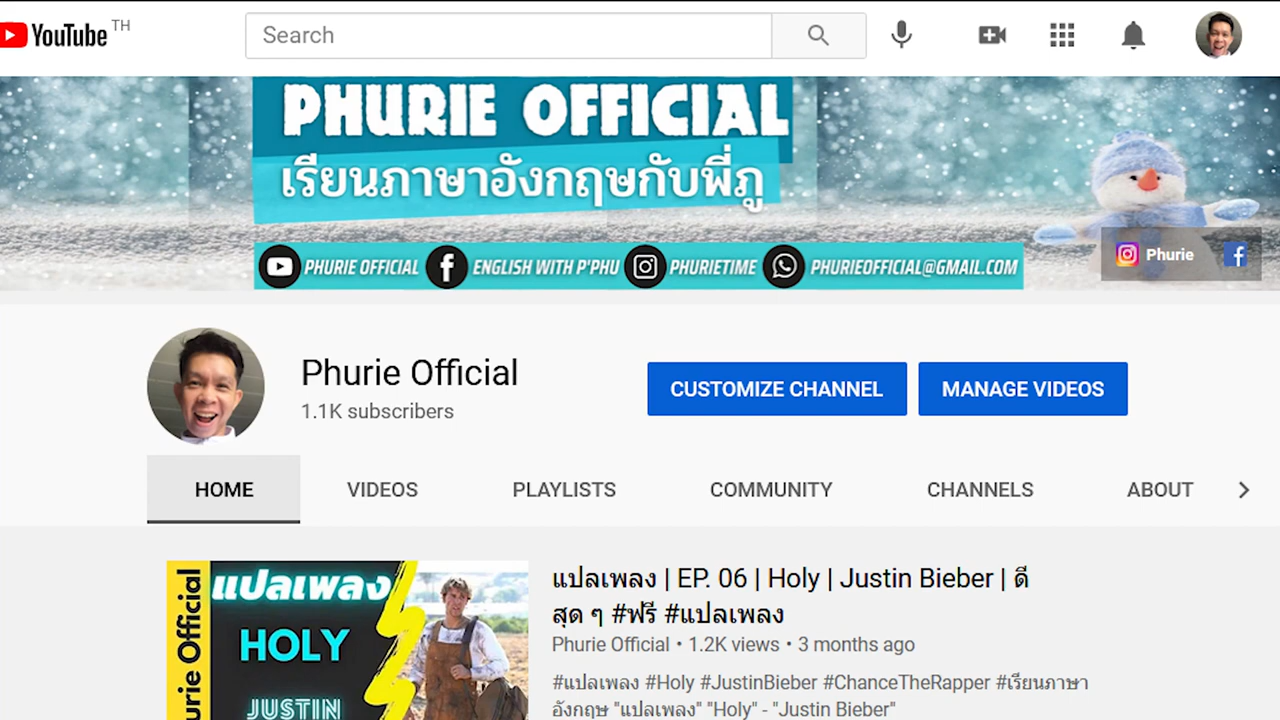 YouTube TH
Search
PHURIE OFFICIAL
เรียนภาษาอังกฤษกับพี่ภู
PHURIE OFFICIAL ENGLISH WITH P'PHU PHURIETIME PHURIEOFFICIAL@GMAIL.COM
Phurie
Phurie Official
1.1K subscribers
CUSTOMIZE CHANNEL
MANAGE VIDEOS
HOME VIDEOS PLAYLISTS COMMUNITY CHANNELS ABOUT
urie Official
แปลเพลง
HOLY
JUSTIN
แปลเพลง | EP. 06 | Holy | Justin Bieber | ดี
สุด ๆ #ฟรี #แปลเพลง
Phurie Official • 1.2K views • 3 months ago
#แปลเพลง #Holy #JustinBieber #ChanceTheRapper #เรียนภาษา
อังกฤษ "แปลเพลง" "Holy" - "Justin Bieber"